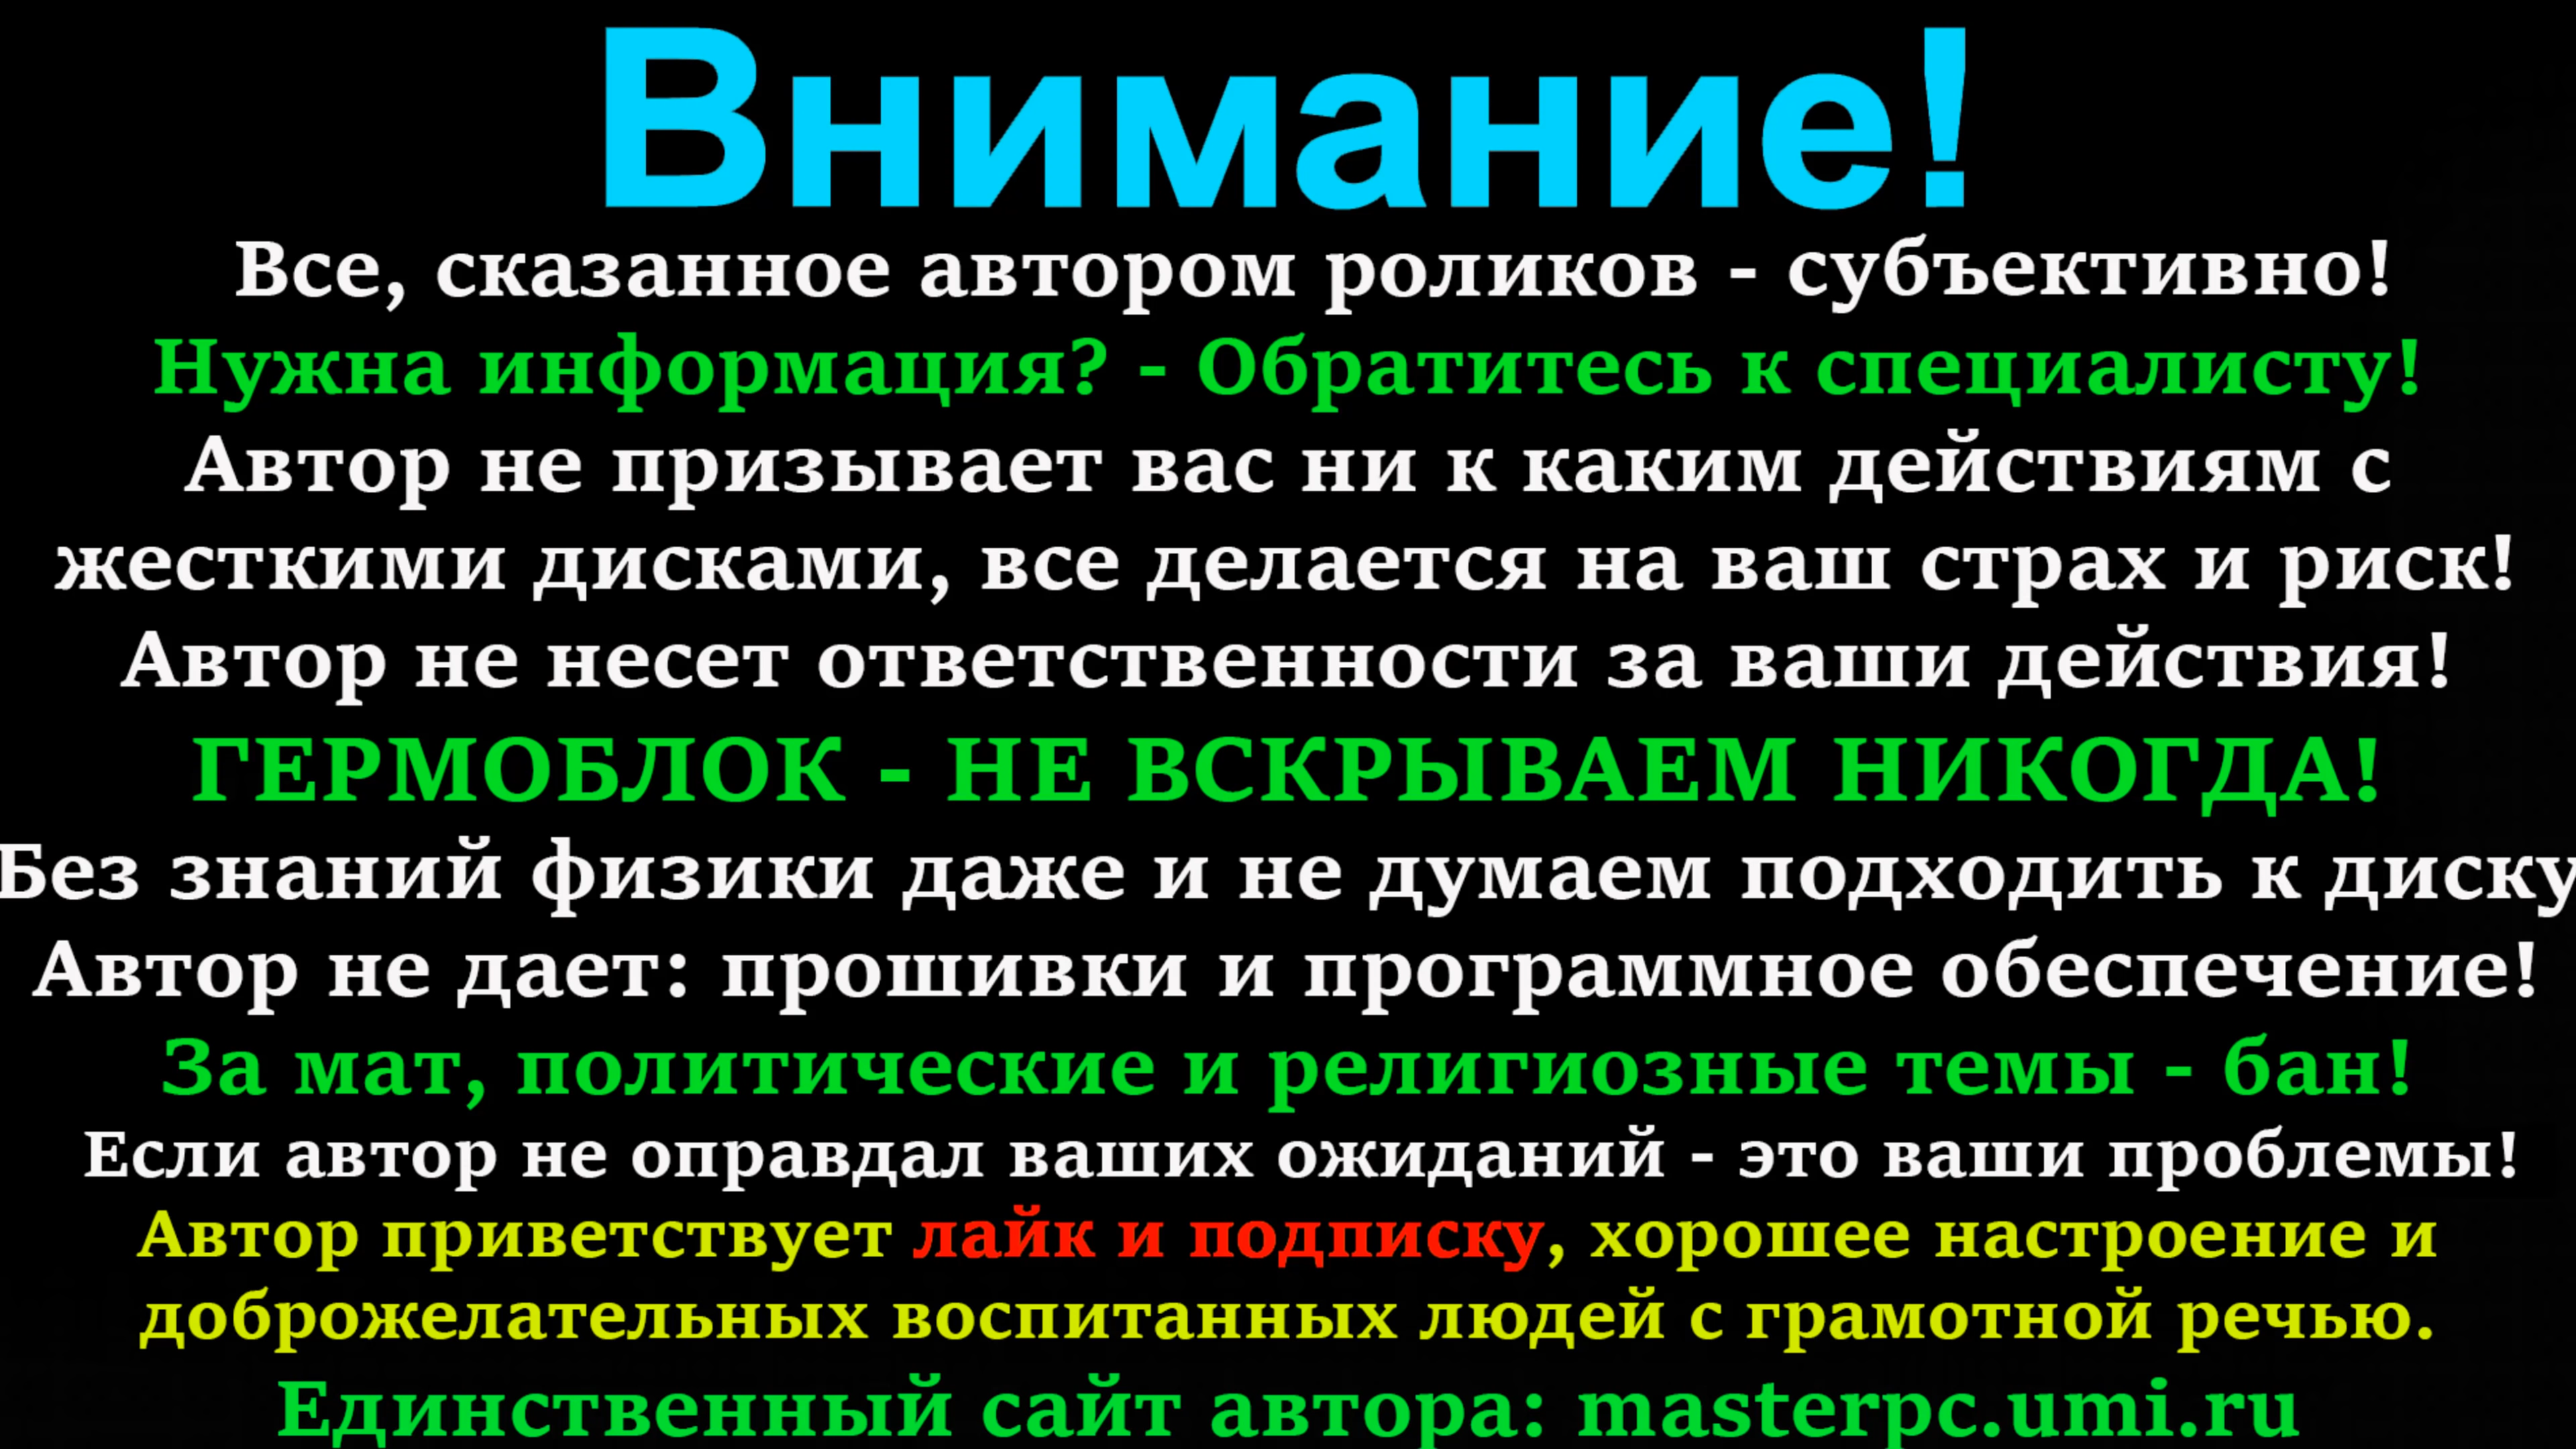 Внимание!
Все, сказанное автором роликов - субъективно!
Нужна информация? - Обратитесь к специалисту!
Автор не призывает вас ни к каким действиям с
жесткими дисками, все делается на ваш страх и риск!
Автор не несет ответственности за ваши действия!
ГЕРМОБЛОК - НЕ ВСКРЫВАЕМ НИКОГДА!
Без знаний физики даже и не думаем подходить к диску
Автор не дает: прошивки и программное обеспечение!
За мат, политические и религиозные темы - бан!
Если автор не оправдал ваших ожиданий - это ваши проблемы!
Автор приветствует лайк и подписку, хорошее настроение и
доброжелательных воспитанных людей с грамотной речью.
Единственный сайт автора: masterpc.umi.ru